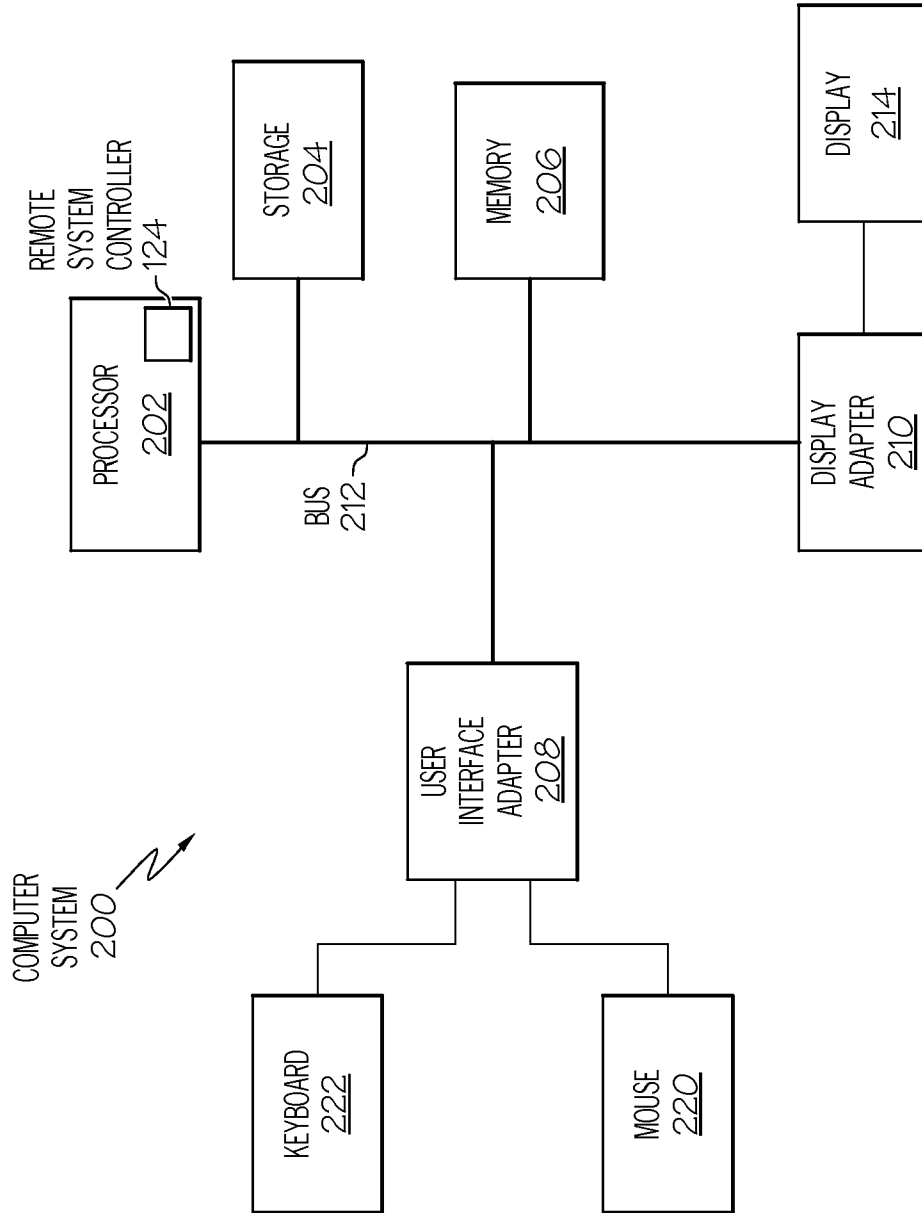 COMPUTER
SYSTEM
200
PROCESSOR
202
REMOTE
SYSTEM
CONTROLLER
124
KEYBOARD
222
STORAGE
204
BUS
212
USER
INTERFACE
ADAPTER
208
MEMORY
206
MOUSE
220
DISPLAY
ADAPTER
210
DISPLAY
214